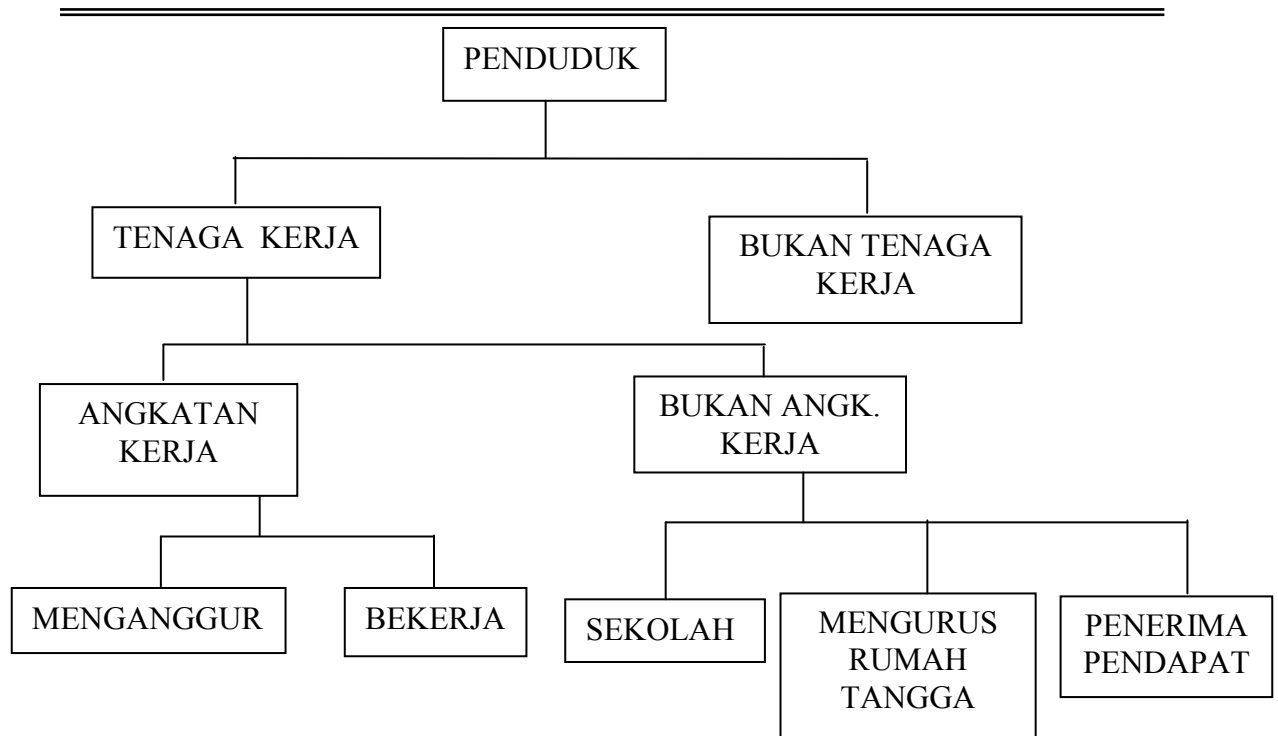 PENDUDUK
TENAGA KERJA
BUKAN TENAGA
KERJA
ANGKATAN
KERJA
BUKAN ANGK.
KERJA
MENGANGGUR
BEKERJA
SEKOLAH
MENGURUS
RUMAH
TANGGA
PENERIMA
PENDAPAT